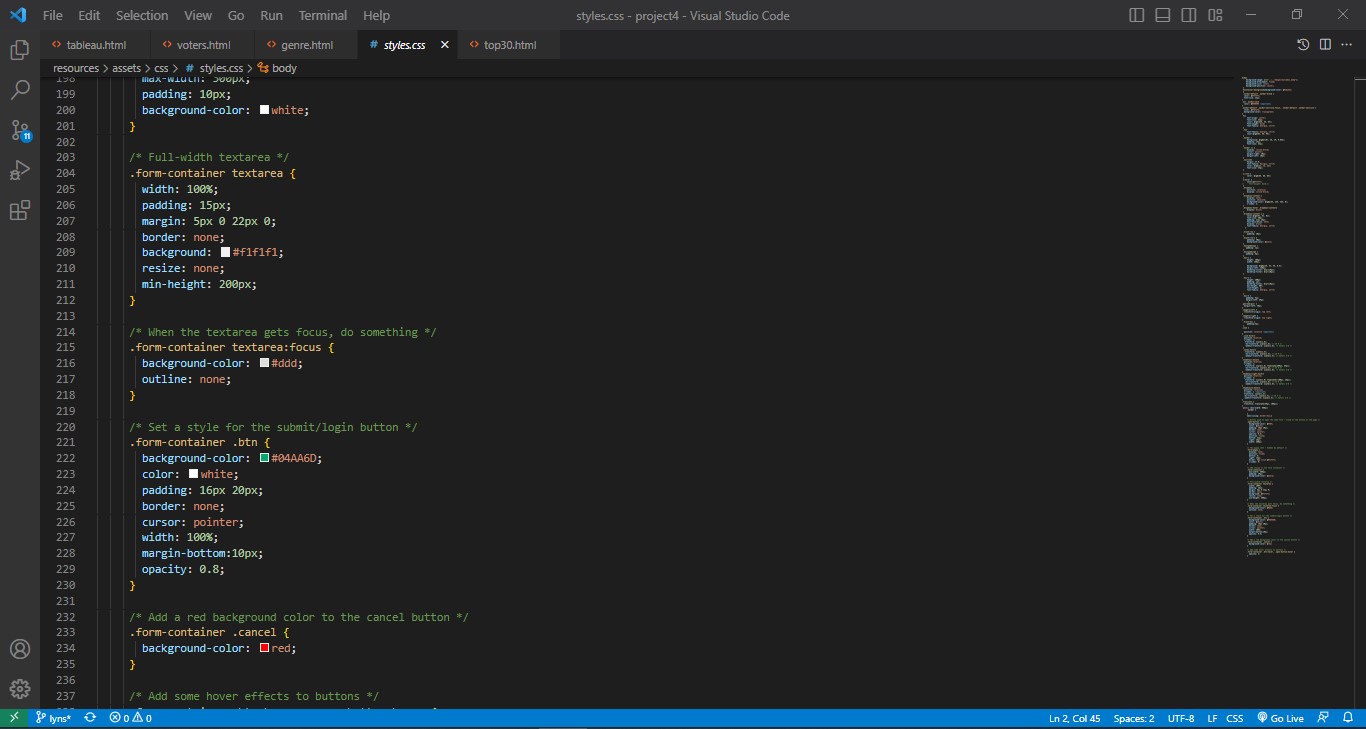 File Edit Selection View Go Run Terminal Help styles.css - project4 - Visual Studio Code
tableau.html voters.html genre.html # styles.css top30.html
resources > assets > css > # styles.css > body
198 max-width: 300px;
199 padding: 10px;
200 background-color: white;
201 }
202
203 /* Full-width textarea */
204 .form-container textarea {
205 width: 100%;
206 padding: 15px;
207 margin: 5px 0 22px 0;
208 border: none;
209 background: #f1f1f1;
210 resize: none;
211 min-height: 200px;
212 }
213
214 /* When the textarea gets focus, do something */
215 .form-container textarea:focus {
216 background-color: #ddd;
217 outline: none;
218 }
219
220 /* Set a style for the submit/login button */
221 .form-container .btn {
222 background-color: #04AA6D;
223 color: white;
224 padding: 16px 20px;
225 border: none;
226 cursor: pointer;
227 width: 100%;
228 margin-bottom:10px;
229 opacity: 0.8;
230 }
231
232 /* Add a red background color to the cancel button */
233 .form-container .cancel {
234 background-color: red;
235 }
236
237 /* Add some hover effects to buttons */
11
lyns* 0 0 Ln 2, Col 45 Spaces: 2 UTF-8 LF CSS Go Live